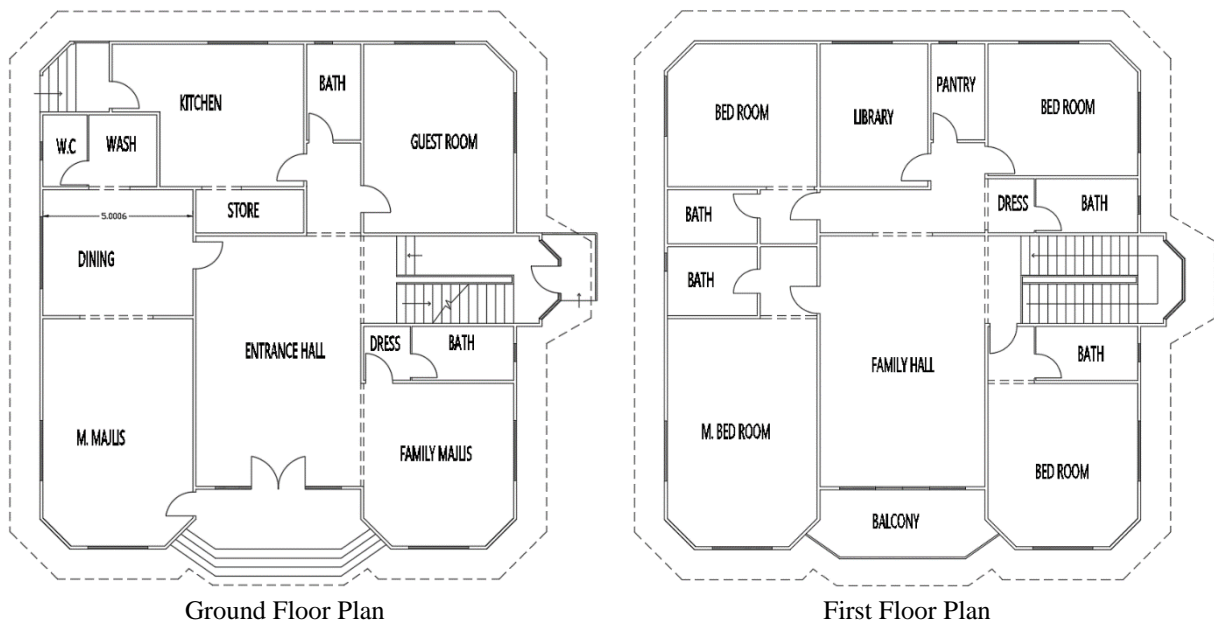 BATH
KITCHEN
GUEST ROOM
W.C
WASH
STORE
5.0006
DINING
DRESS
BATH
ENTRANCE HALL
M. MAJLIS
FAMILY MAJLIS
Ground Floor Plan
BED ROOM
LIBRARY
PANTRY
BED ROOM
BATH
DRESS
BATH
BATH
BATH
FAMILY HALL
M. BED ROOM
BED ROOM
BALCONY
First Floor Plan